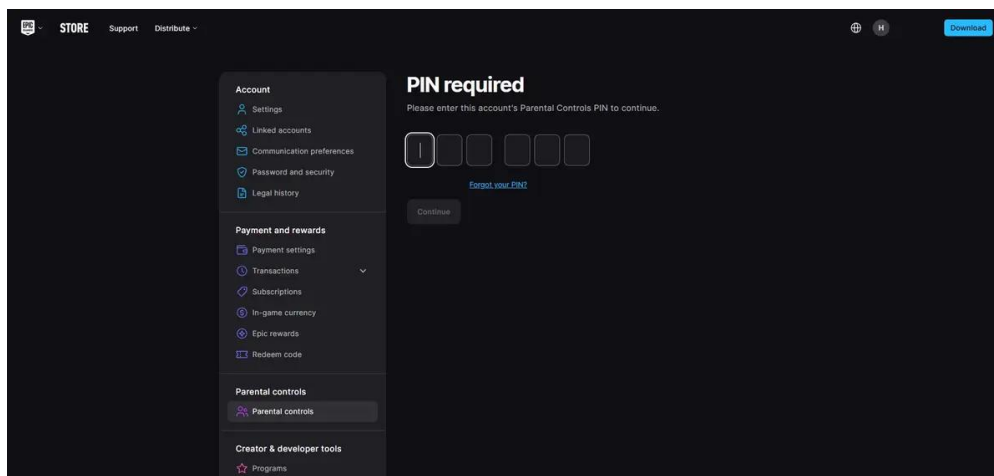 EPIC GAMES
STORE
Support
Distribute
H
Download
Account
Settings
Linked accounts
Communication preferences
Password and security
Legal history
Payment and rewards
Payment settings
Transactions
Subscriptions
In-game currency
Epic rewards
Redeem code
Parental controls
Parental controls
Creator & developer tools
Programs
PIN required
Please enter this account's Parental Controls PIN to continue.
Forgot your PIN?
Continue